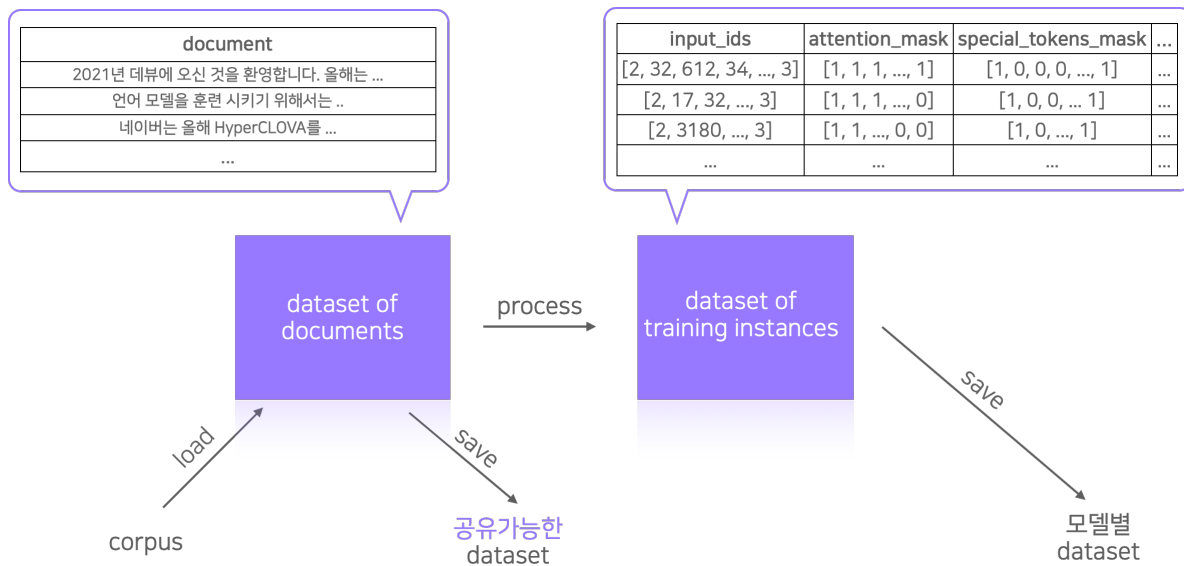 document
2021년 데뷰에 오신 것을 환영합니다. 올해는 ...
언어 모델을 훈련 시키기 위해서는 ..
네이버는 올해 HyperCLOVA를 ...
...
input_ids attention_mask special_tokens_mask ...
[2, 32, 612, 34, ..., 3] [1, 1, 1, ..., 1] [1, 0, 0, 0, ..., 1] ...
[2, 17, 32, ..., 3] [1, 1, 1, ..., 0] [1, 0, 0, ... 1] ...
[2, 3180, ..., 3] [1, 1, ..., 0, 0] [1, 0, ..., 1] ...
... ... ... ...
dataset of
documents
process
dataset of
training instances
load
save
save
corpus
공유가능한
dataset
모델별
dataset